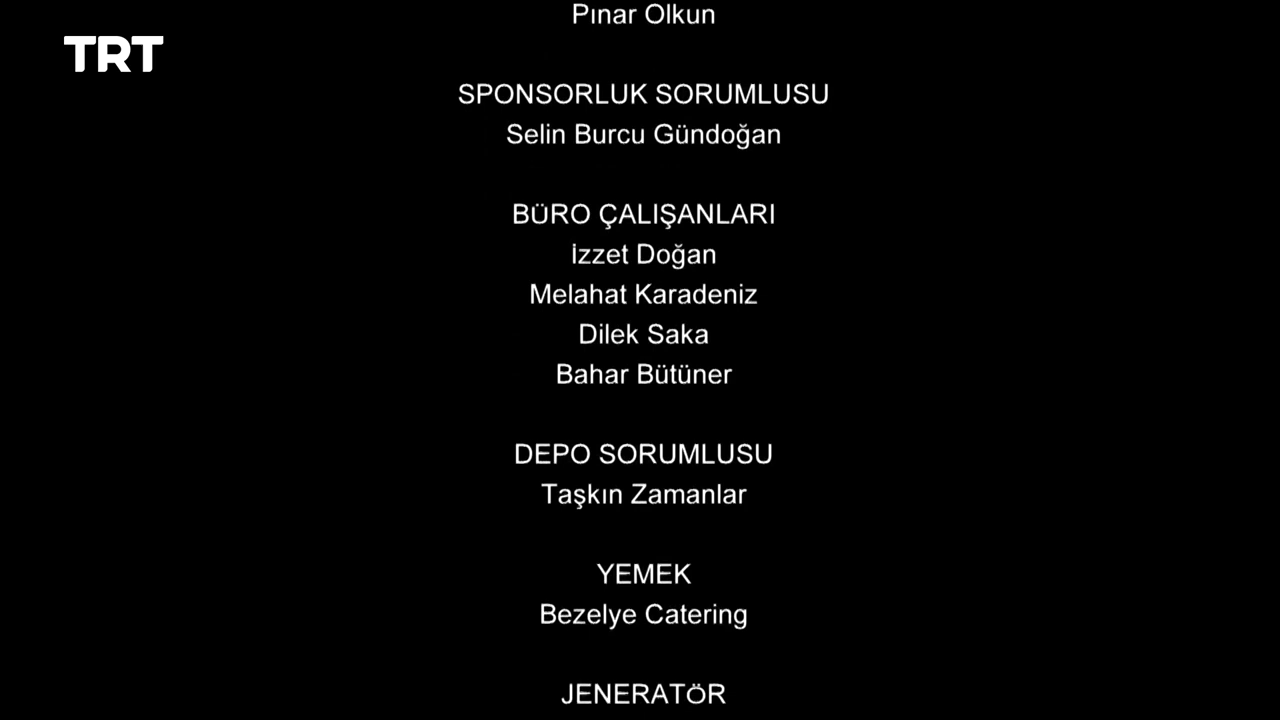 Pınar Olkun
TRT
SPONSORLUK SORUMLUSU
Selin Burcu Gündoğan
BÜRO ÇALIŞANLARI
İzzet Doğan
Melahat Karadeniz
Dilek Saka
Bahar Bütüner
DEPO SORUMLUSU
Taşkın Zamanlar
YEMEK
Bezelye Catering
JENERATÖR